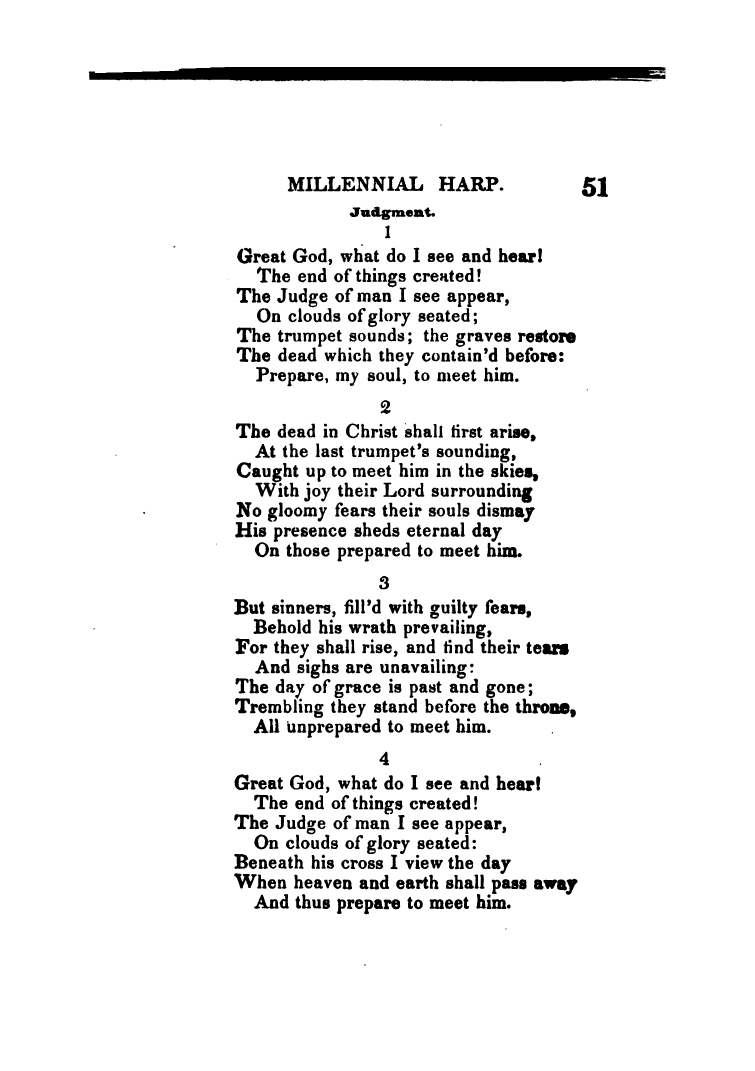 MILLENNIAL HARP. 51
Judgment.
1
Great God, what do I see and hear!
The end of things created!
The Judge of man I see appear,
On clouds of glory seated;
The trumpet sounds; the graves restore
The dead which they contain'd before:
Prepare, my soul, to meet him.
2
The dead in Christ shall first arise,
At the last trumpet's sounding,
Caught up to meet him in the skies,
With joy their Lord surrounding
No gloomy fears their souls dismay
His presence sheds eternal day
On those prepared to meet him.
3
But sinners, fill'd with guilty fears,
Behold his wrath prevailing,
For they shall rise, and find their tears
And sighs are unavailing:
The day of grace is past and gone;
Trembling they stand before the throne,
All unprepared to meet him.
4
Great God, what do I see and hear!
The end of things created!
The Judge of man I see appear,
On clouds of glory seated:
Beneath his cross I view the day
When heaven and earth shall pass away
And thus prepare to meet him.